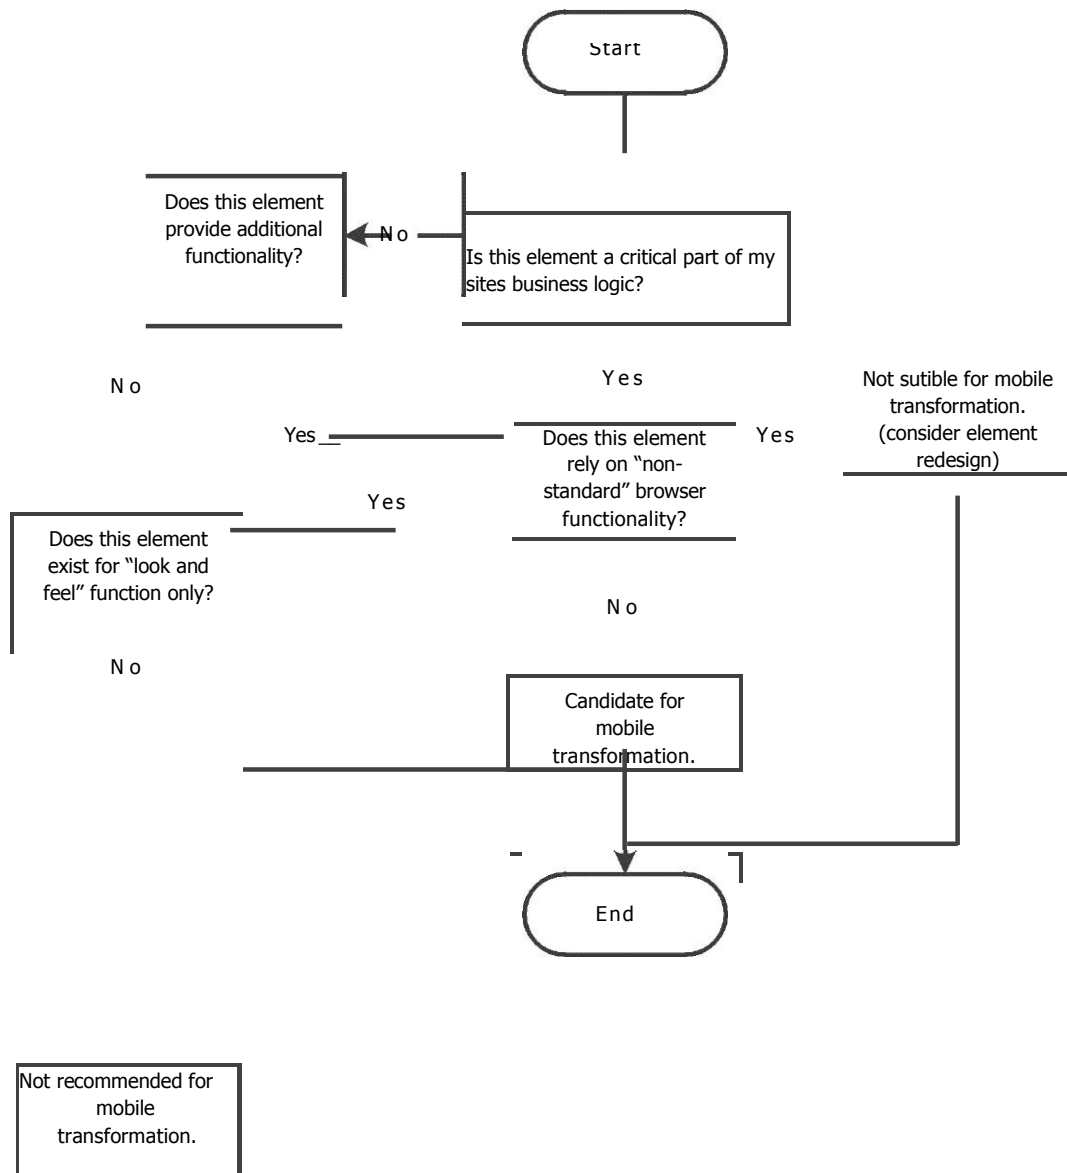 Start
Does this element
provide additional
functionality?
No
Is this element a critical part of my
sites business logic?
No
Yes
Not sutible for mobile
transformation.
(consider element
redesign)
Yes
Does this element
rely on “non-
standard” browser
functionality?
Yes
Yes
Does this element
exist for “look and
feel” function only?
No
No
Candidate for
mobile
transformation.
End
Not recommended for
mobile
transformation.